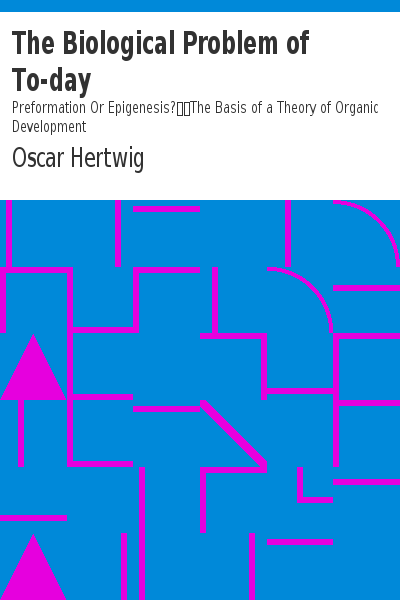 The Biological Problem of
To-day
Preformation Or Epigenesis?▯▯The Basis of a Theory of Organic
Development
Oscar Hertwig